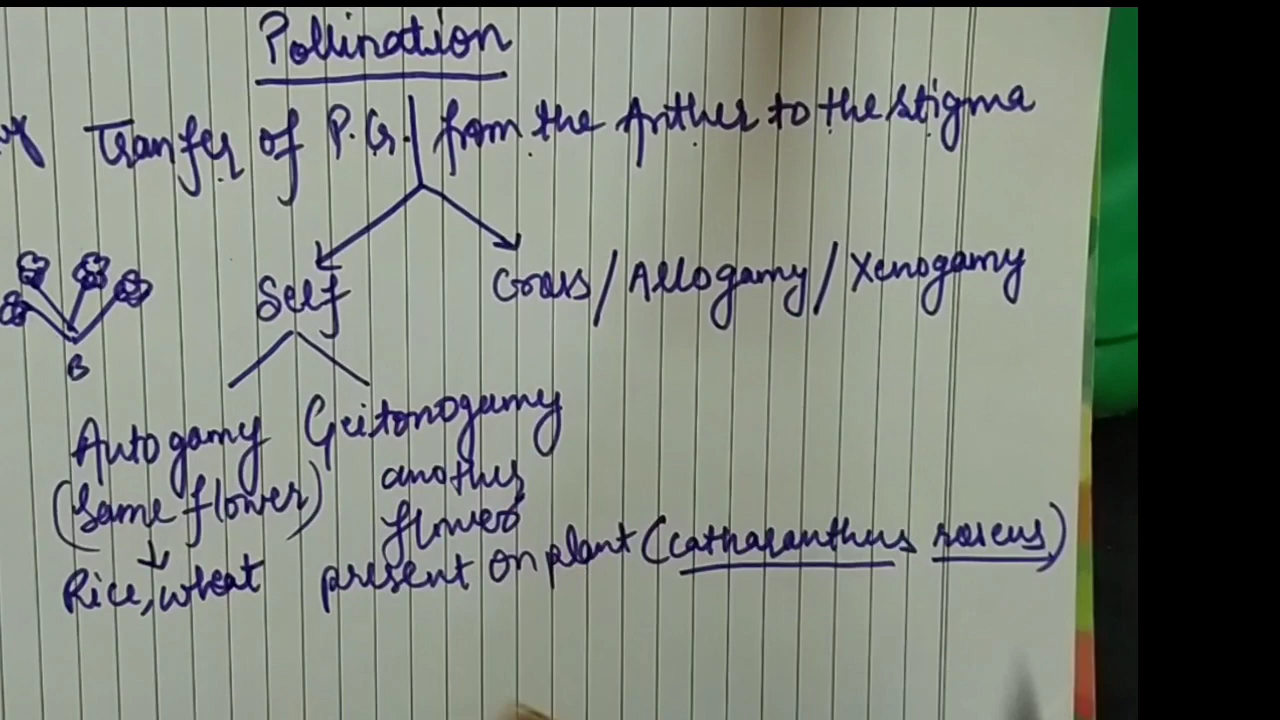 Pollination
Tranfer of P.G. from the Anther to the stigma
Self
Cross/Allogamy/Xenogamy
B
Autogamy Geitonogamy
(Same flower)
another
flower
Rice, wheat
present on plant (catharanthus roseus)